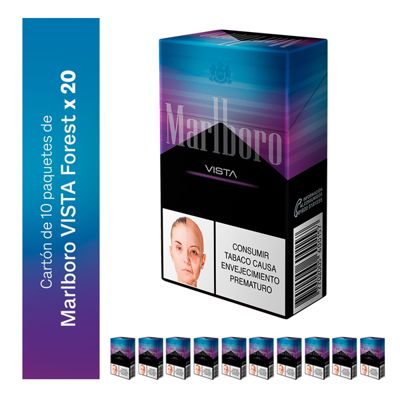 Cartón de 10 paquetes de
Marlboro VISTA Forest x 20
Marlboro
VISTA
CONSUMIR
TABACO CAUSA
ENVEJECIMIENTO
PREMATURO